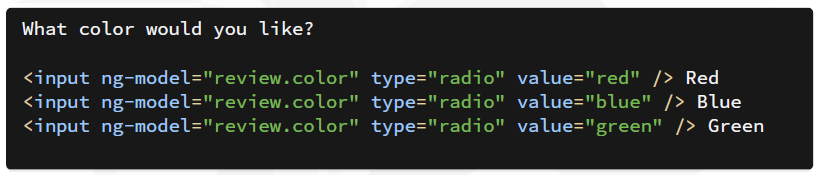 What color would you like?
<input ng-model="review.color" type="radio" value="red" /> Red
<input ng-model="review.color" type="radio" value="blue" /> Blue
<input ng-model="review.color" type="radio" value="green" /> Green